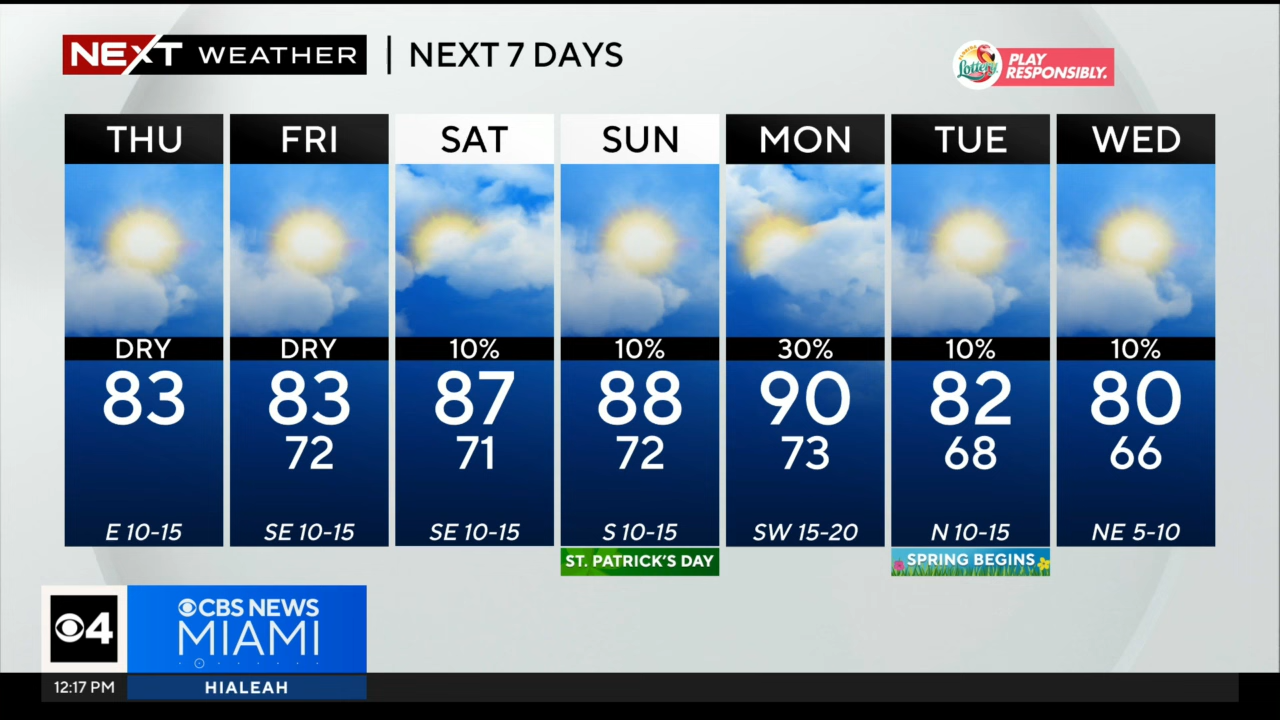 NEXT WEATHER | NEXT 7 DAYS
Florida Lottery
PLAY RESPONSIBLY.
THU FRI SAT SUN MON TUE WED
DRY DRY 10% 10% 30% 10% 10%
83 83 87 88 90 82 80
72 71 72 73 68 66
E 10-15 SE 10-15 SE 10-15 S 10-15 SW 15-20 N 10-15 NE 5-10
ST. PATRICK'S DAY SPRING BEGINS
4 CBS NEWS
MIAMI
12:17 PM HIALEAH